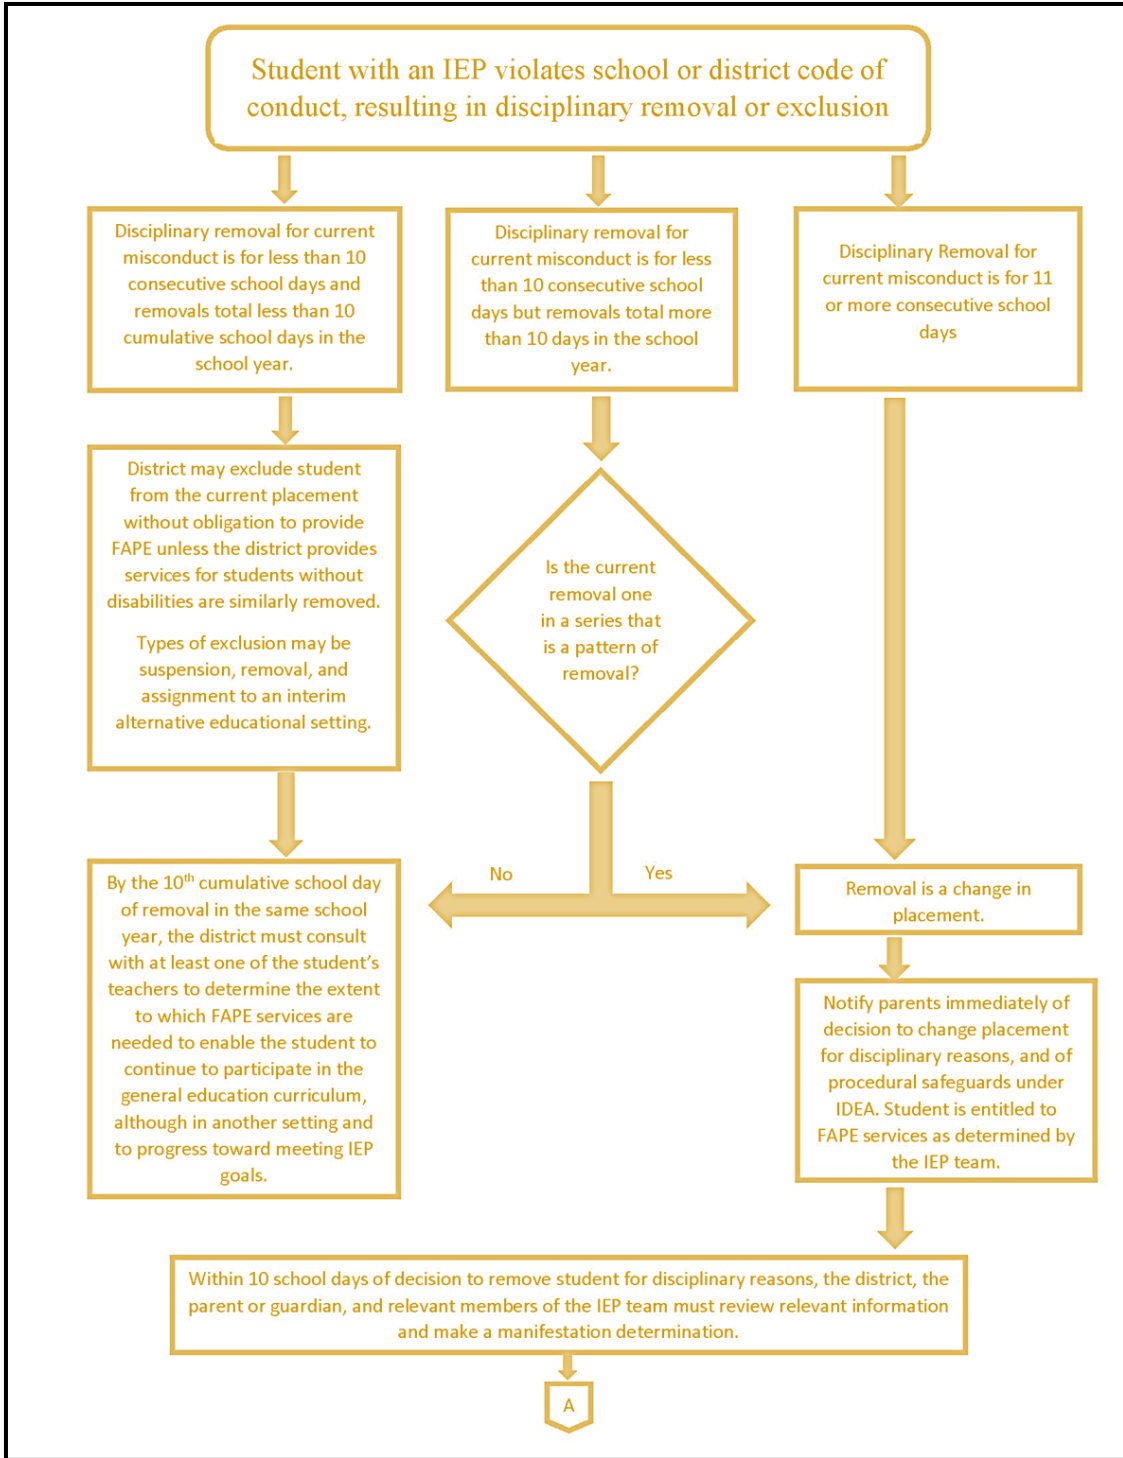 Student with an IEP violates school or district code of
conduct, resulting in disciplinary removal or exclusion
Disciplinary removal for current
misconduct is for less than 10
consecutive school days and
removals total less than 10
cumulative school days in the
school year.
Disciplinary removal for
current misconduct is for less
than 10 consecutive school
days but removals total more
than 10 days in the school
year.
Disciplinary Removal for
current misconduct is for 11
or more consecutive school
days
District may exclude student
from the current placement
without obligation to provide
FAPE unless the district provides
services for students without
disabilities are similarly removed.
Types of exclusion may be
suspension, removal, and
assignment to an interim
alternative educational setting.
Is the current
removal one
in a series that
is a pattern of
removal?
No
Yes
By the 10th cumulative school day
of removal in the same school
year, the district must consult
with at least one of the student’s
teachers to determine the extent
to which FAPE services are
needed to enable the student to
continue to participate in the
general education curriculum,
although in another setting and
to progress toward meeting IEP
goals.
Removal is a change in
placement.
Notify parents immediately of
decision to change placement
for disciplinary reasons, and of
procedural safeguards under
IDEA. Student is entitled to
FAPE services as determined by
the IEP team.
Within 10 school days of decision to remove student for disciplinary reasons, the district, the
parent or guardian, and relevant members of the IEP team must review relevant information
and make a manifestation determination.
A